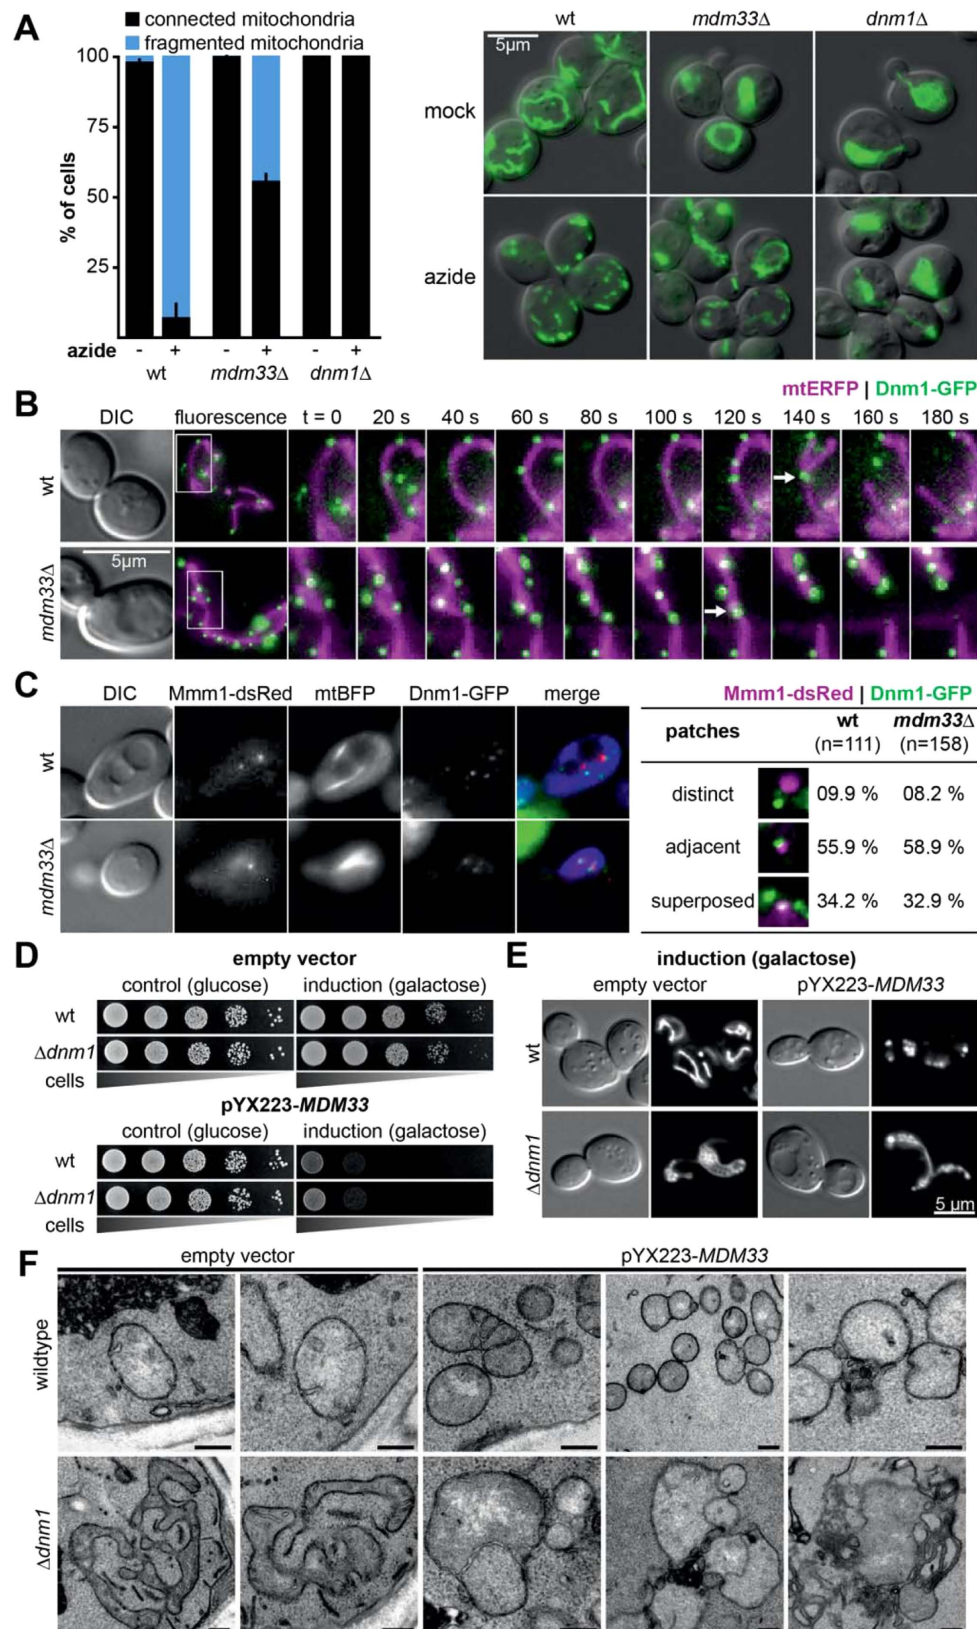 A
connected mitochondria
fragmented mitochondria
100
75
50
25
% of cells
azide - + - + - +
wt mdm33Δ dnm1Δ
wt mdm33Δ dnm1Δ
5µm
mock
azide
mtERFP | Dnm1-GFP
B
DIC fluorescence t = 0 20 s 40 s 60 s 80 s 100 s 120 s 140 s 160 s 180 s
wt
5µm
mdm33Δ
C
DIC Mmm1-dsRed mtBFP Dnm1-GFP merge
wt
mdm33Δ
Mmm1-dsRed | Dnm1-GFP
patches wt mdm33Δ
(n=111) (n=158)
distinct 09.9 % 08.2 %
adjacent 55.9 % 58.9 %
superposed 34.2 % 32.9 %
D
empty vector
control (glucose) induction (galactose)
wt
Δdnm1
cells
pYX223-MDM33
control (glucose) induction (galactose)
wt
Δdnm1
cells
E
induction (galactose)
empty vector pYX223-MDM33
wt
Δdnm1
5 µm
F
empty vector pYX223-MDM33
wildtype
Δdnm1